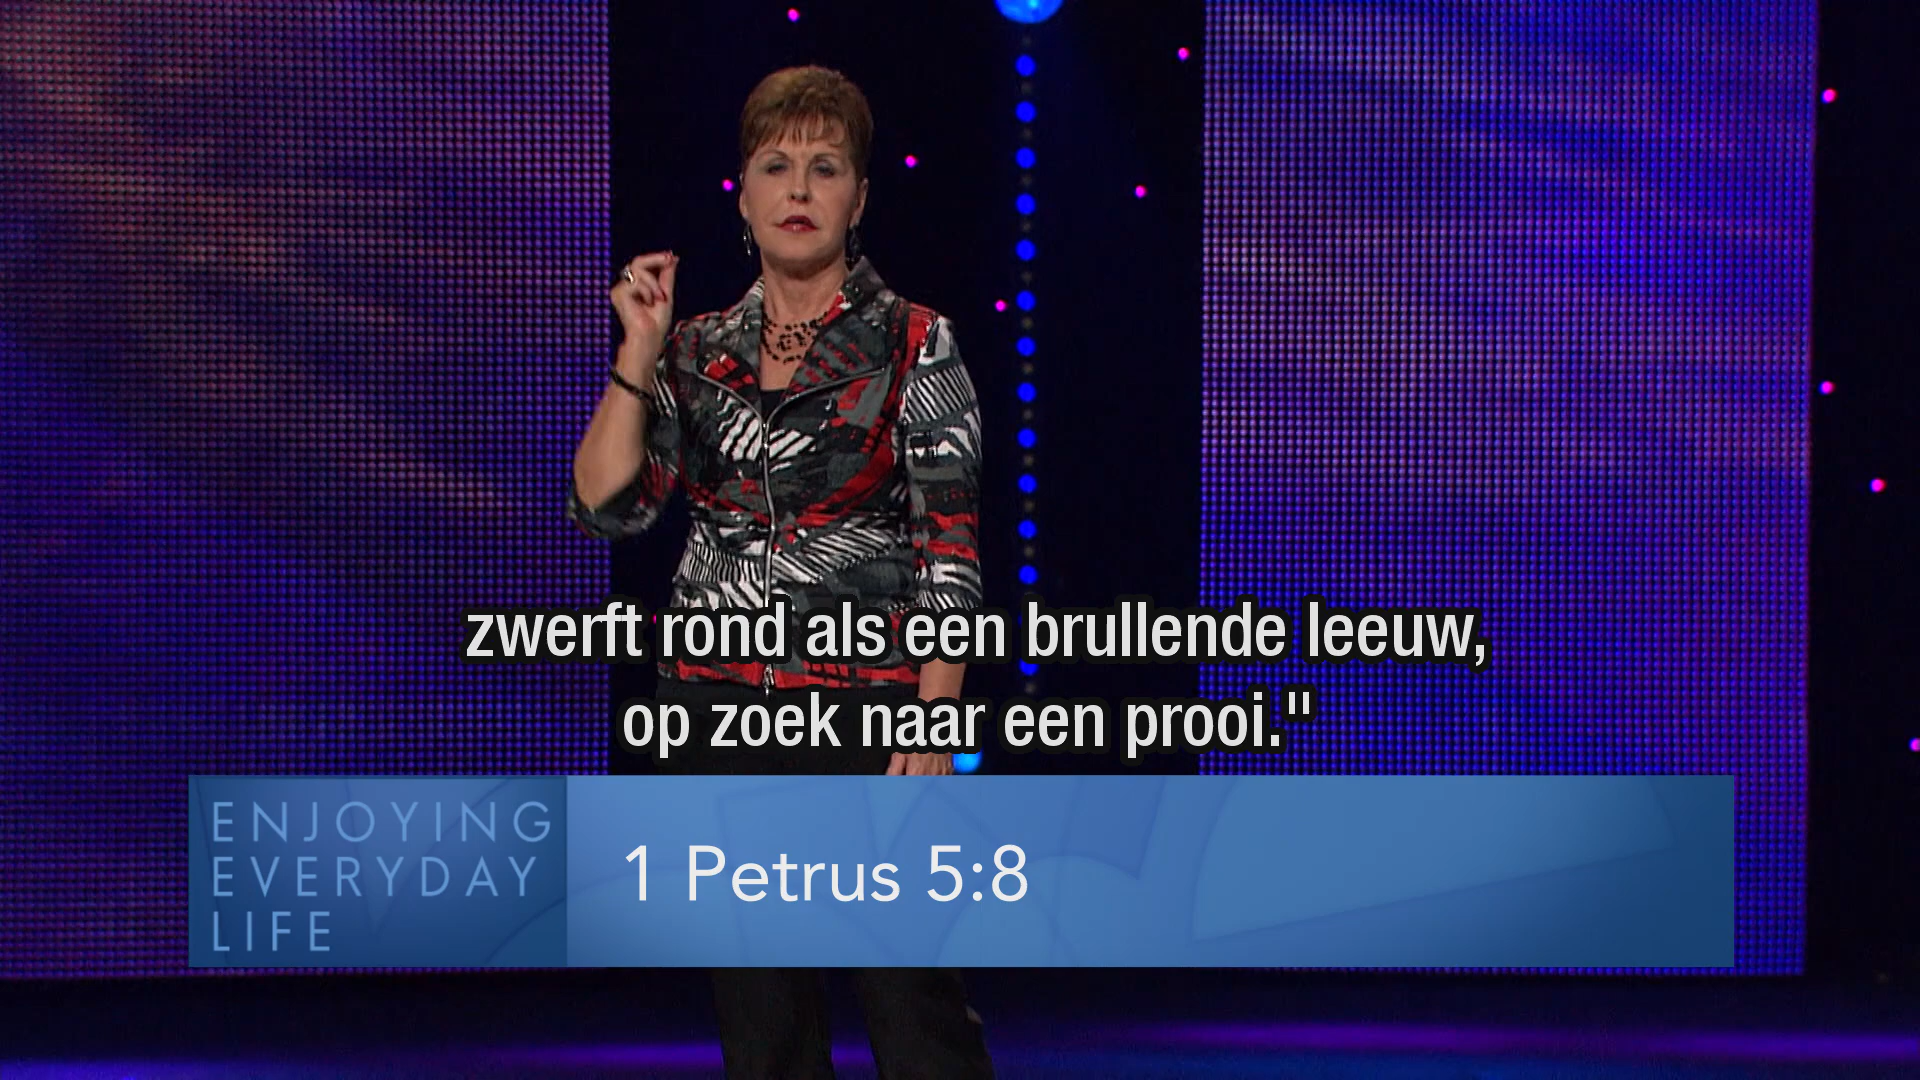 zwerft rond als een brullende leeuw,
op zoek naar een prooi."
ENJOYING
EVERYDAY
LIFE
1 Petrus 5:8